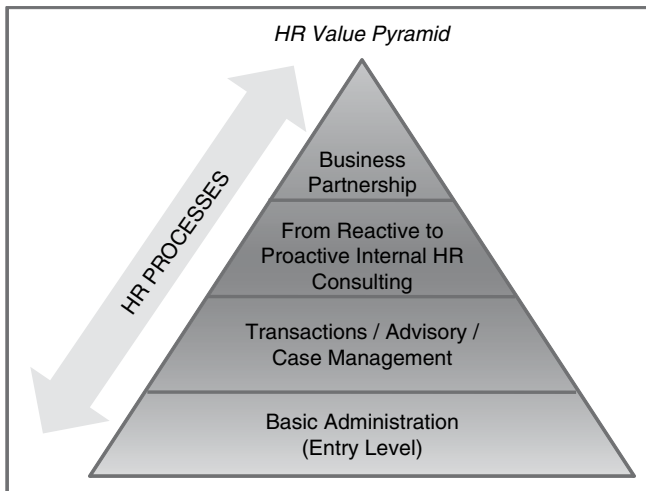 HR Value Pyramid
HR PROCESSES
Business
Partnership
From Reactive to
Proactive Internal HR
Consulting
Transactions / Advisory /
Case Management
Basic Administration
(Entry Level)